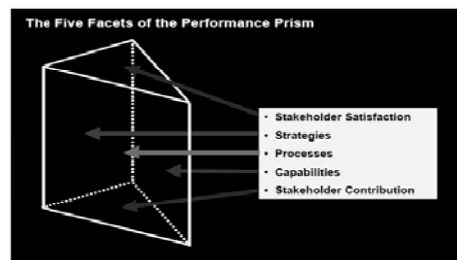 The Five Facets of the Performance Prism
• Stakeholder Satisfaction
• Strategies
• Processes
• Capabilities
• Stakeholder Contribution